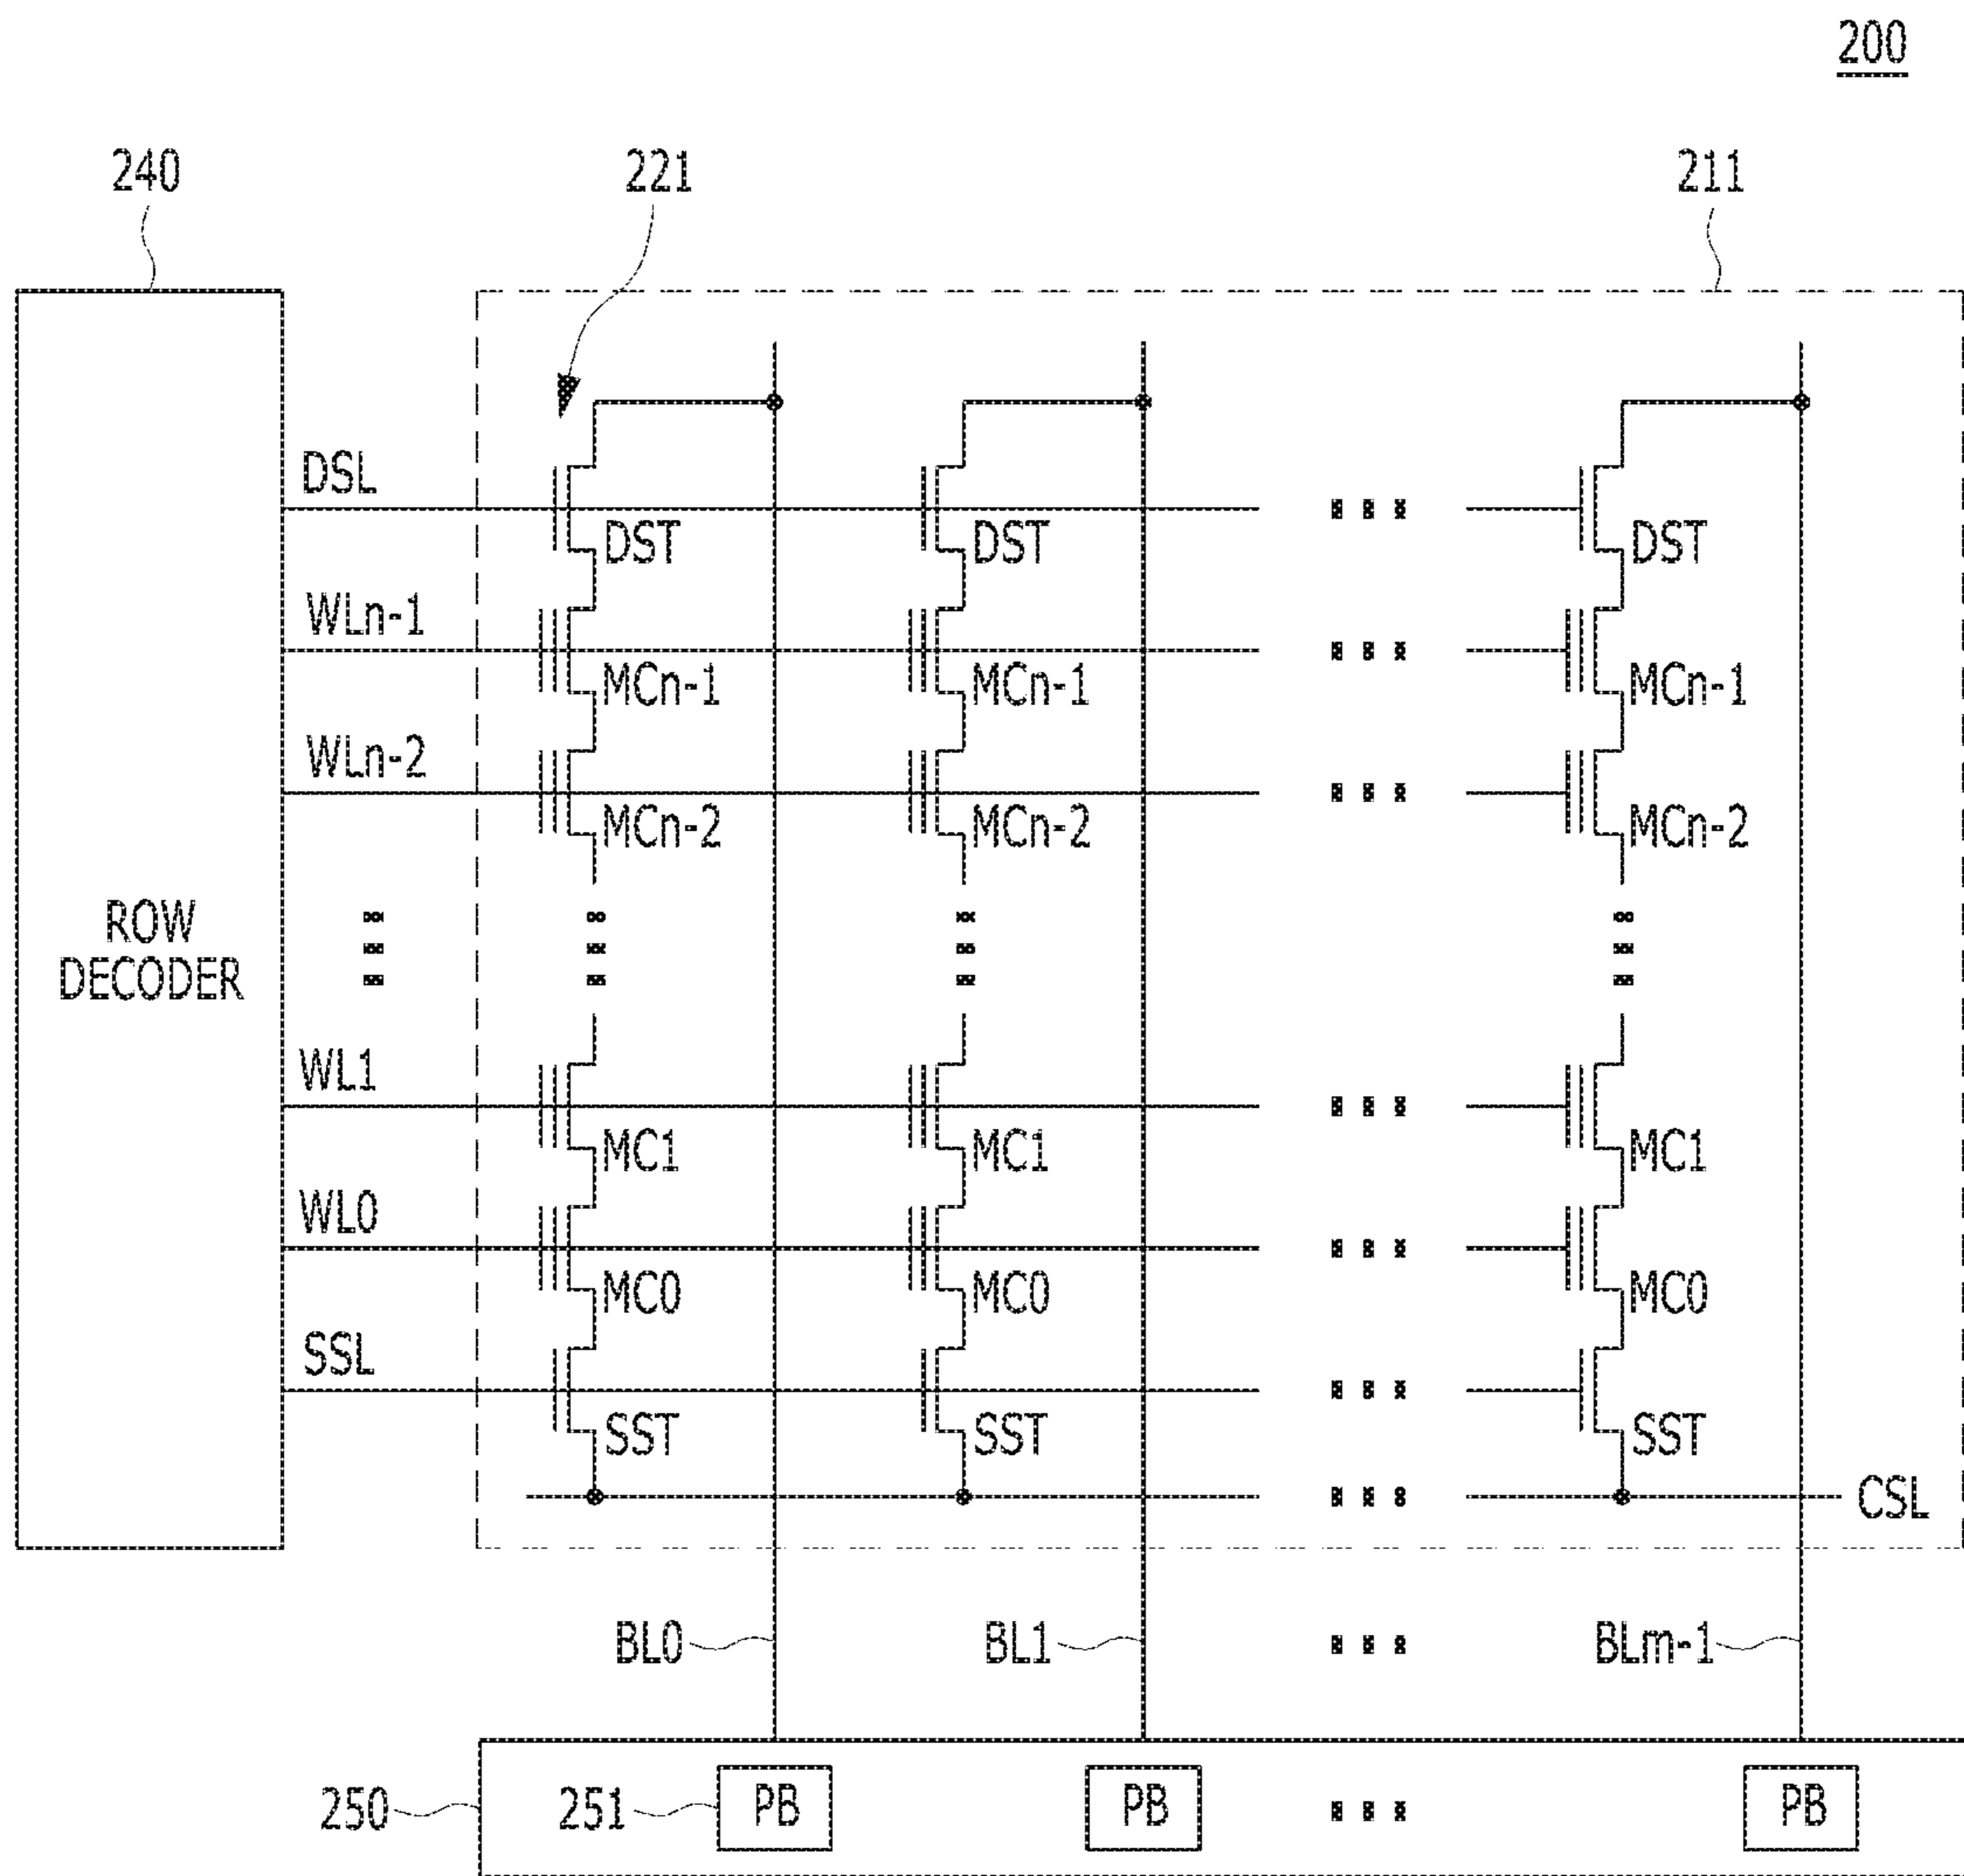 200
240 221 211
DSL
DST DST DST
WLn-1
MCn-1 MCn-1 MCn-1
WLn-2
MCn-2 MCn-2 MCn-2
ROW
DECODER
WL1
MC1 MC1 MC1
WL0
MC0 MC0 MC0
SSL
SST SST SST
CSL
BL0 BL1 BLm-1
250 251 PB PB PB